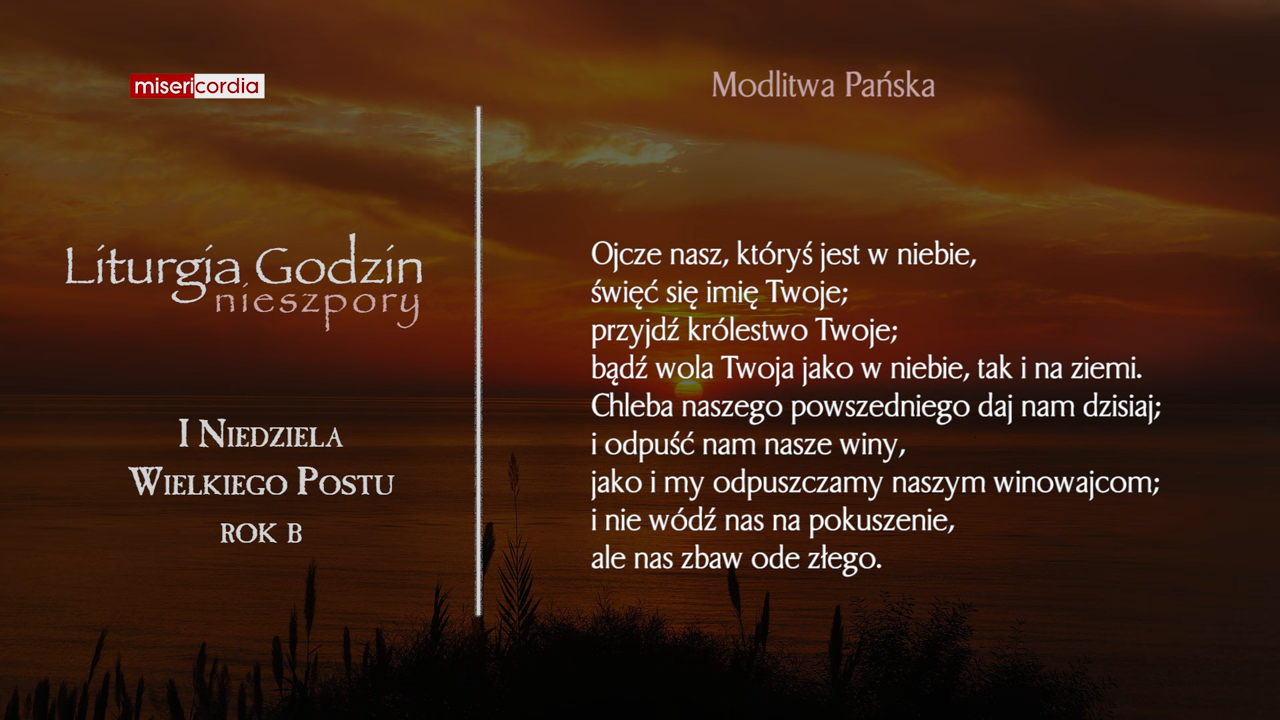 misericordia
Liturgia Godzin
nieszpory
I Niedziela
Wielkiego Postu
rok B
Modlitwa Pańska
Ojcze nasz, któryś jest w niebie,
święć się imię Twoje;
przyjdź królestwo Twoje;
bądź wola Twoja jako w niebie, tak i na ziemi.
Chleba naszego powszedniego daj nam dzisiaj;
i odpuść nam nasze winy,
jako i my odpuszczamy naszym winowajcom;
i nie wódź nas na pokuszenie,
ale nas zbaw ode złego.